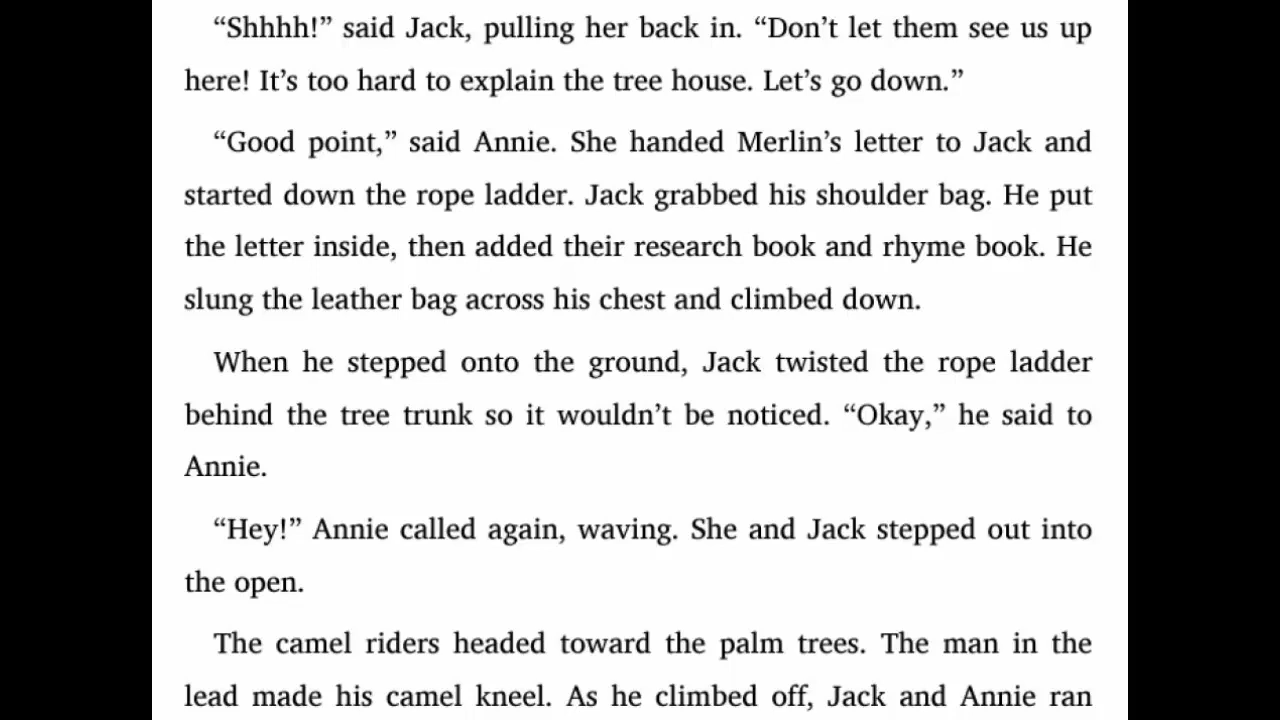 “Shhhh!” said Jack, pulling her back in. “Don’t let them see us up
here! It’s too hard to explain the tree house. Let’s go down.”
“Good point,” said Annie. She handed Merlin’s letter to Jack and
started down the rope ladder. Jack grabbed his shoulder bag. He put
the letter inside, then added their research book and rhyme book. He
slung the leather bag across his chest and climbed down.
When he stepped onto the ground, Jack twisted the rope ladder
behind the tree trunk so it wouldn’t be noticed. “Okay,” he said to
Annie.
“Hey!” Annie called again, waving. She and Jack stepped out into
the open.
The camel riders headed toward the palm trees. The man in the
lead made his camel kneel. As he climbed off, Jack and Annie ran